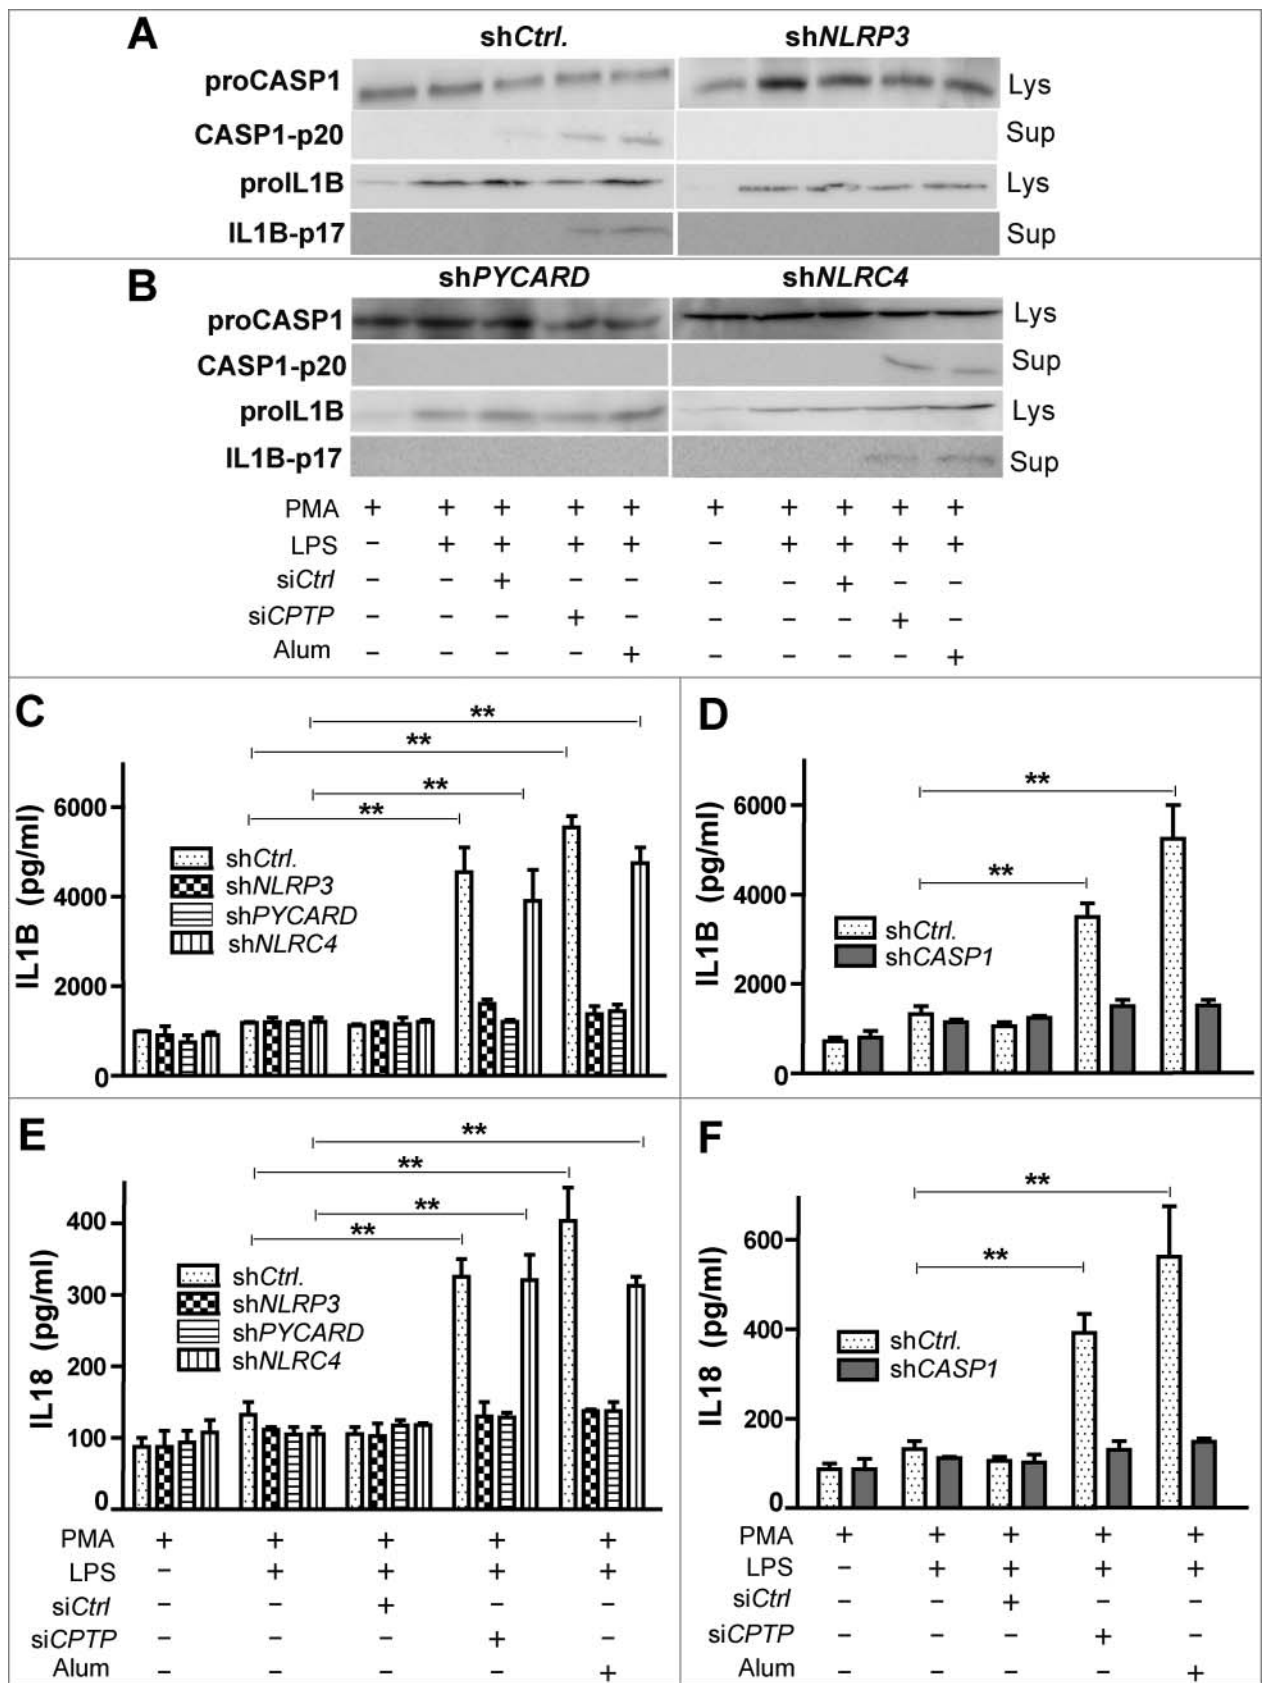 A
shCtrl. shNLRP3
proCASP1 Lys
CASP1-p20 Sup
proIL1B Lys
IL1B-p17 Sup
B
shPYCARD shNLRC4
proCASP1 Lys
CASP1-p20 Sup
proIL1B Lys
IL1B-p17 Sup
PMA + + + + + + + + + +
LPS − + + + + − + + + +
siCtrl − − + − − − − + − −
siCPTP − − − + − − − − + −
Alum − − − − + − − − − +
C
**
**
**
**
IL1B (pg/ml)
6000
4000
2000
0
shCtrl.
shNLRP3
shPYCARD
shNLRC4
D
**
**
IL1B (pg/ml)
6000
4000
2000
0
shCtrl.
shCASP1
E
**
**
**
**
IL18 (pg/ml)
400
300
200
100
0
shCtrl.
shNLRP3
shPYCARD
shNLRC4
PMA + + + + +
LPS − + + + +
siCtrl − − + − −
siCPTP − − − + −
Alum − − − − +
F
**
**
IL18 (pg/ml)
600
400
200
0
shCtrl.
shCASP1
PMA + + + + +
LPS − + + + +
siCtrl − − + − −
siCPTP − − − + −
Alum − − − − +